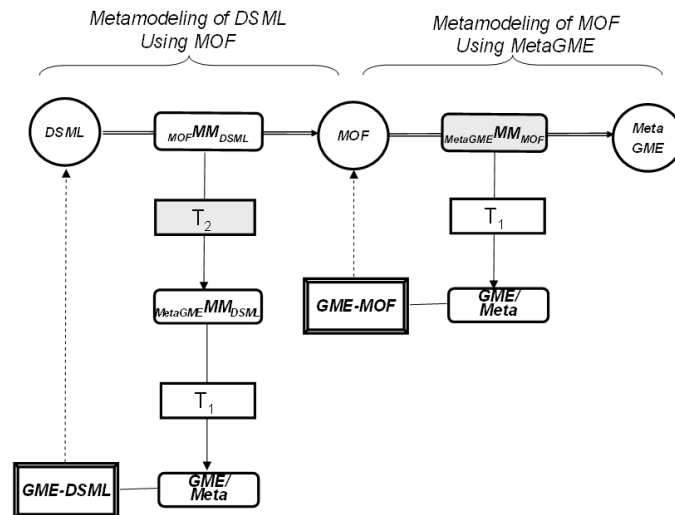 Metamodeling of DSML
Using MOF
Metamodeling of MOF
Using MetaGME
DSML
MOFMMDSML
MOF
MetaGMEMMMOF
Meta
GME
T2
T1
MetaGMEMMDSML
GME-MOF
GME/
Meta
T1
GME-DSML
GME/
Meta